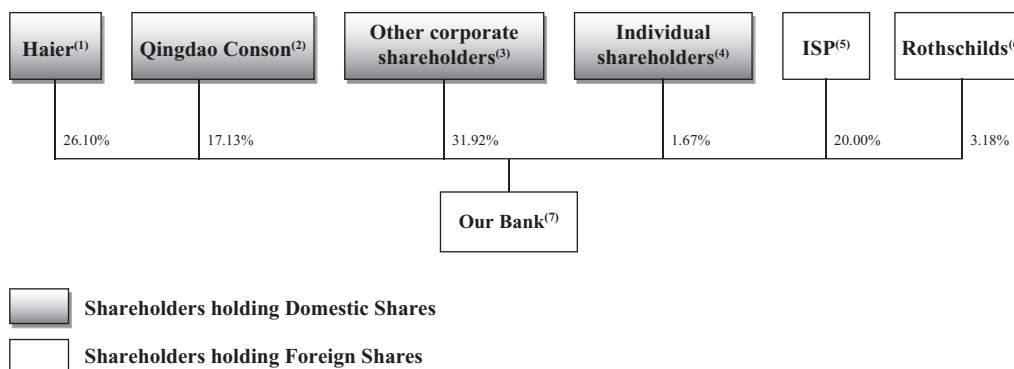 Haier(1)
Qingdao Conson(2)
Other corporate
shareholders(3)
Individual
shareholders(4)
ISP(5)
Rothschilds(
26.10%
17.13%
31.92%
1.67%
20.00%
3.18%
Our Bank(7)
Shareholders holding Domestic Shares
Shareholders holding Foreign Shares